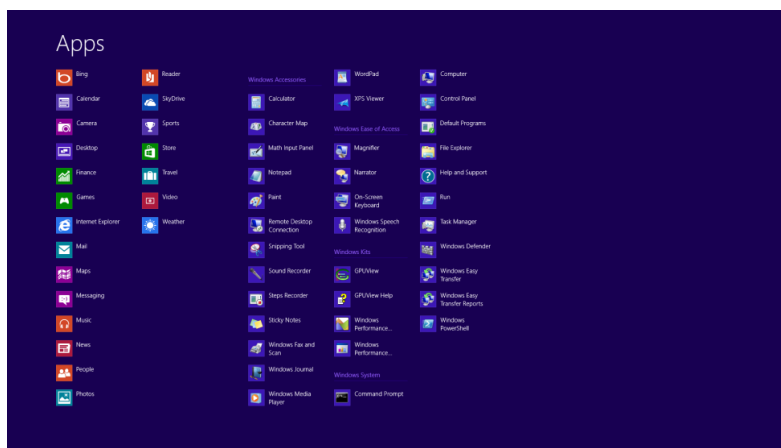 Apps
Bing
Calendar
Camera
Desktop
Finance
Games
Internet Explorer
Mail
Maps
Messaging
Music
News
People
Photos
Reader
SkyDrive
Sports
Store
Travel
Video
Weather
Windows Accessories
Calculator
Character Map
Math Input Panel
Notepad
Paint
Remote Desktop
Connection
Snipping Tool
Sound Recorder
Steps Recorder
Sticky Notes
Windows Fax and
Scan
Windows Journal
Windows Media
Player
WordPad
XPS Viewer
Windows Ease of Access
Magnifier
Narrator
On-Screen
Keyboard
Windows Speech
Recognition
Windows Kits
GPUView
GPUView Help
Windows
Performance...
Windows
Performance...
Windows System
Command Prompt
Computer
Control Panel
Default Programs
File Explorer
Help and Support
Run
Task Manager
Windows Defender
Windows Easy
Transfer
Windows Easy
Transfer Reports
Windows
PowerShell